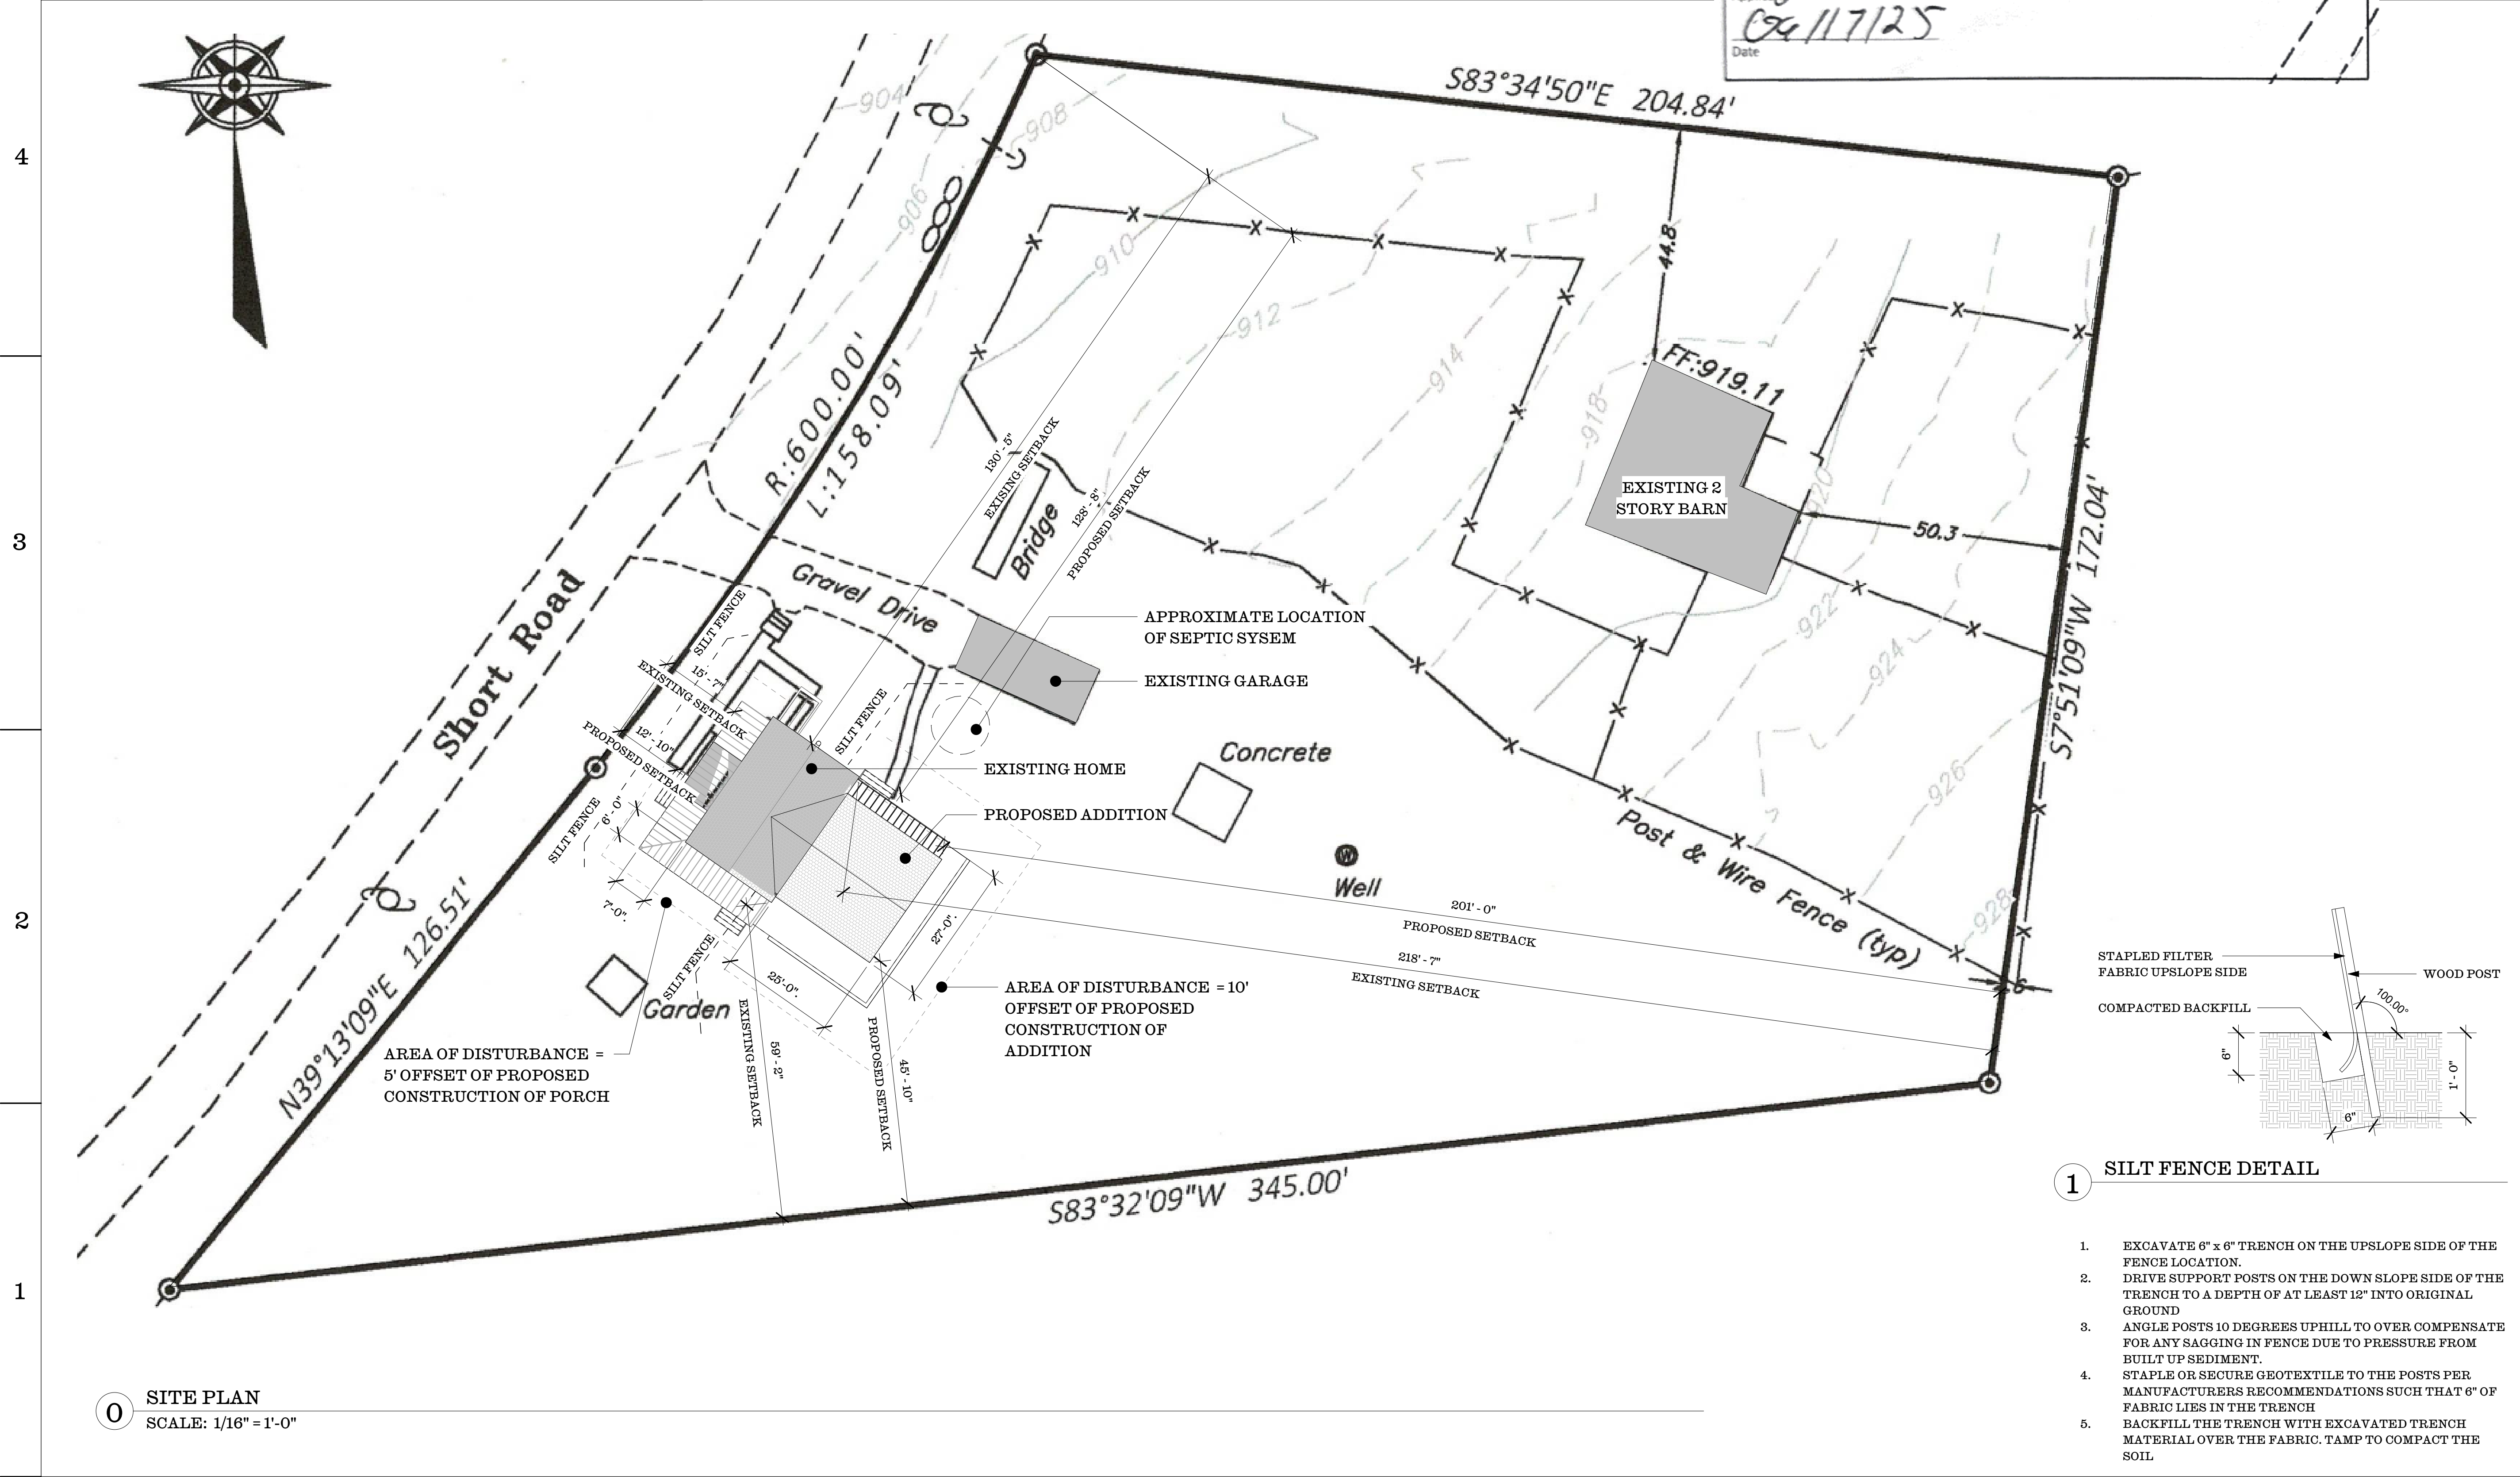 4
3
2
1
09/17/25
Date
S83°34'50"E 204.84'
904
906
908
910
912
914
918
920
922
924
926
928
R:600.00'
L:158.09'
44.8
FF:919.11
EXISTING 2
STORY BARN
50.3
S7°51'09"W 172.04'
130' - 5"
EXISING SETBACK
128' - 8"
PROPOSED SETBACK
Bridge
Gravel Drive
Short Road
SILT FENCE
15' - 7"
EXISTING SETBACK
12' - 10"
PROPOSED SETBACK
SILT FENCE
APPROXIMATE LOCATION
OF SEPTIC SYSEM
EXISTING GARAGE
EXISTING HOME
PROPOSED ADDITION
Concrete
W
Well
Post & Wire Fence (typ)
SILT FENCE
6' - 0"
7'-0".
SILT FENCE
25'-0".
27'-0".
Garden
201' - 0"
PROPOSED SETBACK
218' - 7"
EXISTING SETBACK
AREA OF DISTURBANCE = 10'
OFFSET OF PROPOSED
CONSTRUCTION OF
ADDITION
AREA OF DISTURBANCE =
5' OFFSET OF PROPOSED
CONSTRUCTION OF PORCH
EXISTING SETBACK
59' - 2"
PROPOSED SETBACK
45' - 10"
N39°13'09"E 126.51'
S83°32'09"W 345.00'
STAPLED FILTER
FABRIC UPSLOPE SIDE
WOOD POST
COMPACTED BACKFILL
100.00°
6"
6"
1' - 0"
1 SILT FENCE DETAIL
1. EXCAVATE 6" x 6" TRENCH ON THE UPSLOPE SIDE OF THE
FENCE LOCATION.
2. DRIVE SUPPORT POSTS ON THE DOWN SLOPE SIDE OF THE
TRENCH TO A DEPTH OF AT LEAST 12" INTO ORIGINAL
GROUND
3. ANGLE POSTS 10 DEGREES UPHILL TO OVER COMPENSATE
FOR ANY SAGGING IN FENCE DUE TO PRESSURE FROM
BUILT UP SEDIMENT.
4. STAPLE OR SECURE GEOTEXTILE TO THE POSTS PER
MANUFACTURERS RECOMMENDATIONS SUCH THAT 6" OF
FABRIC LIES IN THE TRENCH
5. BACKFILL THE TRENCH WITH EXCAVATED TRENCH
MATERIAL OVER THE FABRIC. TAMP TO COMPACT THE
SOIL
0 SITE PLAN
SCALE: 1/16" = 1'-0"